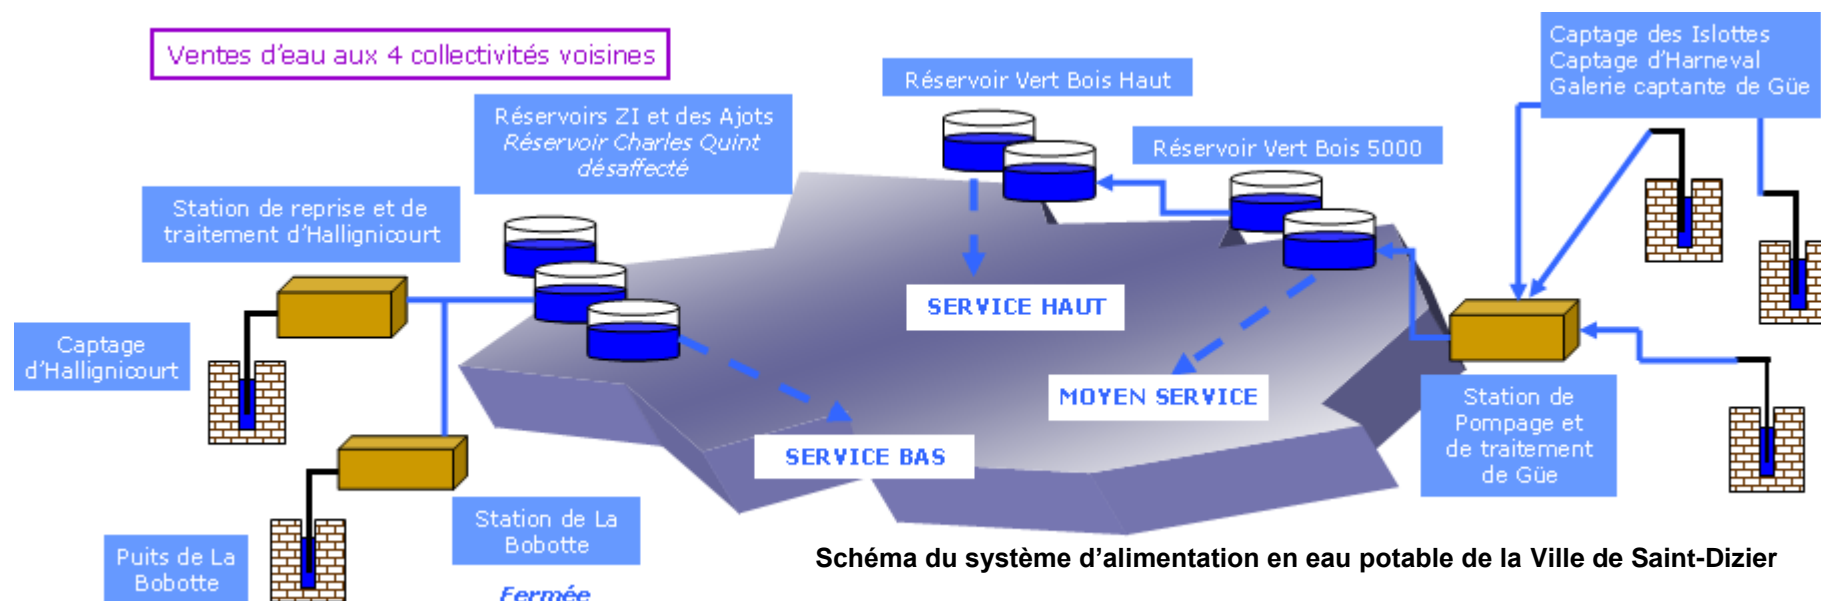 Ventes d'eau aux 4 collectivités voisines
Captage des Islottes
Captage d'Harneval
Galerie captante de Güe
Réservoir Vert Bois Haut
Réservoirs ZI et des Ajots
Réservoir Charles Quint
désaffecté
Réservoir Vert Bois 5000
Station de reprise et de
traitement d'Hallignicourt
SERVICE HAUT
Captage
d'Hallignicourt
MOYEN SERVICE
Station de
Pompage et
de traitement
de Güe
SERVICE BAS
Station de La
Bobotte
Fermée
Puits de La
Bobotte
Schéma du système d'alimentation en eau potable de la Ville de Saint-Dizier